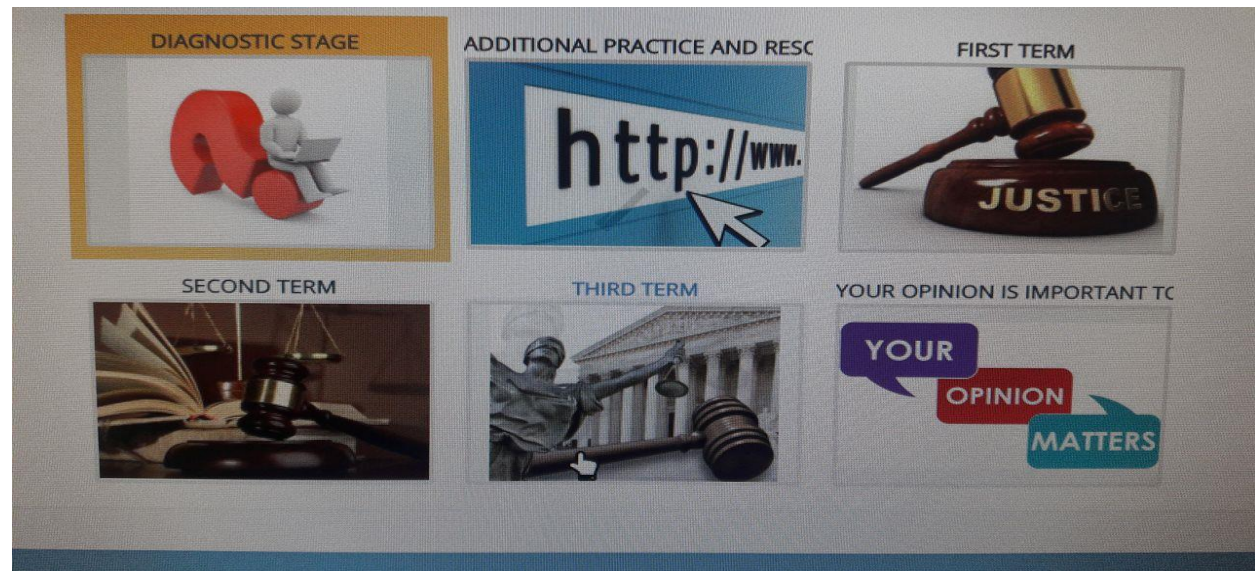 DIAGNOSTIC STAGE
ADDITIONAL PRACTICE AND RESC
FIRST TERM
http://www.
JUSTICE
SECOND TERM
THIRD TERM
YOUR OPINION IS IMPORTANT TC
YOUR
OPINION
MATTERS